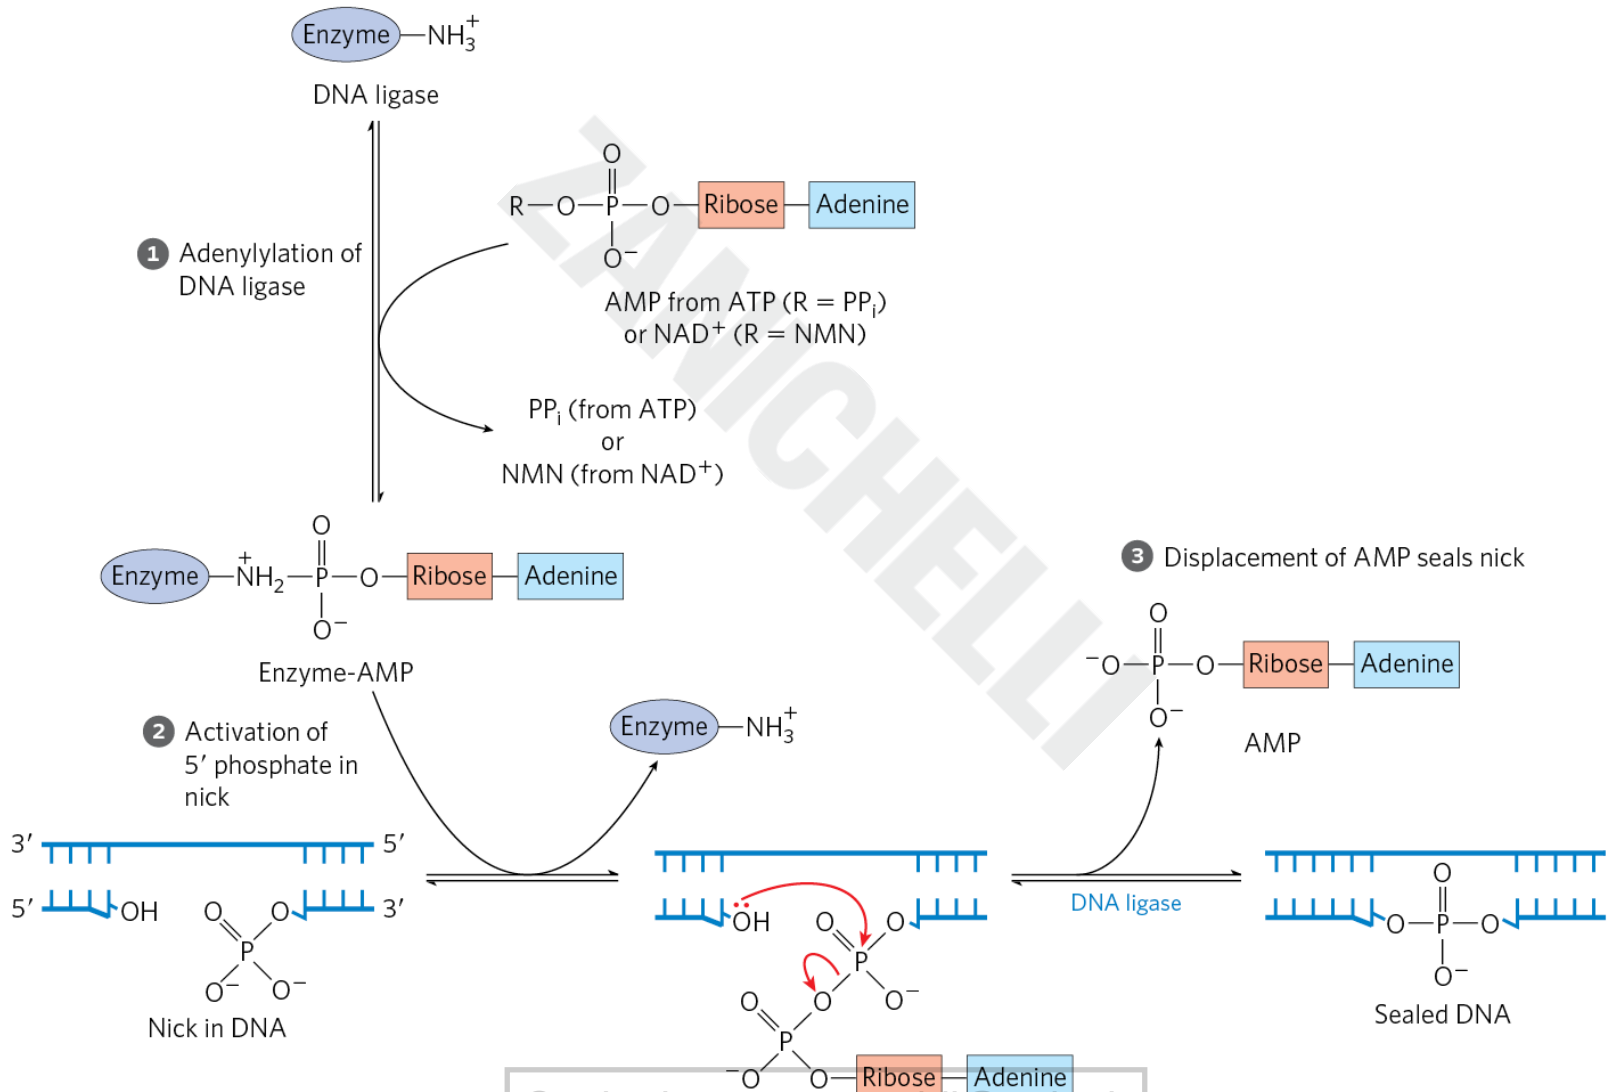 Enzyme—NH₃⁺
DNA ligase
O
R—O—P—O—Ribose—Adenine
O⁻
1 Adenylylation of
DNA ligase
AMP from ATP (R = PPᵢ)
or NAD⁺ (R = NMN)
PPᵢ (from ATP)
or
NMN (from NAD⁺)
O
Enzyme—N⁺H₂—P—O—Ribose—Adenine
O⁻
Enzyme-AMP
3 Displacement of AMP seals nick
O
⁻O—P—O—Ribose—Adenine
O⁻
AMP
2 Activation of
5′ phosphate in
nick
Enzyme—NH₃⁺
3′ 5′
5′ OH O O 3′
P
O⁻ O⁻
Nick in DNA
OH O O
P
O O⁻
O
P
⁻O O—Ribose—Adenine
DNA ligase
O
O—P—O
O⁻
Sealed DNA
ZANICHELLI